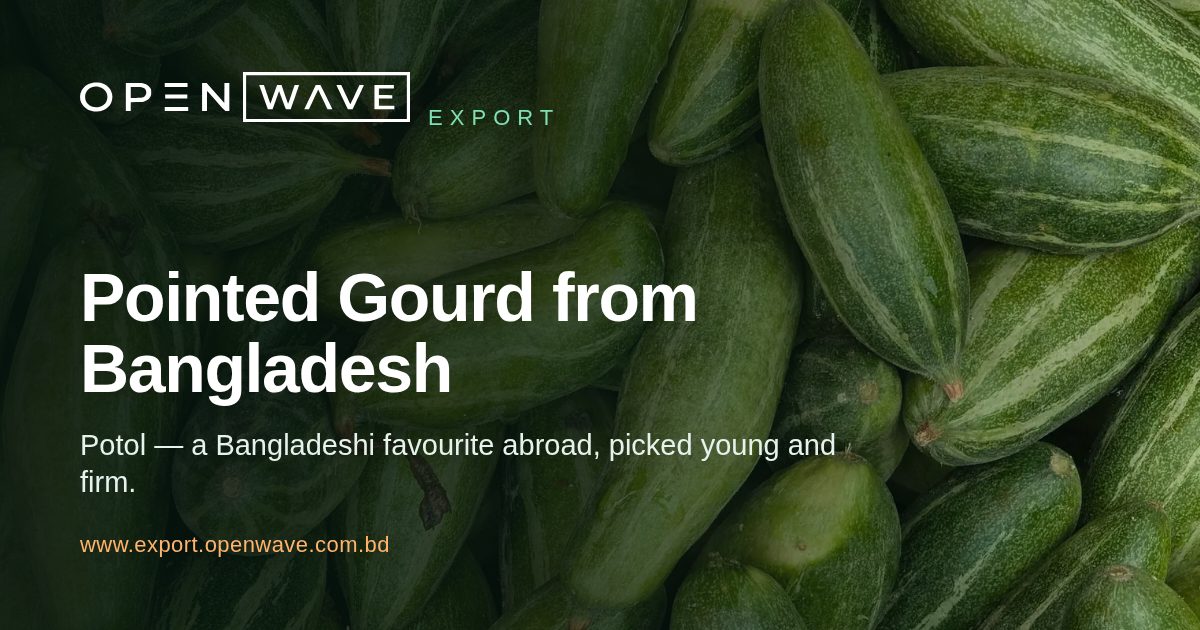 OPEN WAVE EXPORT
Pointed Gourd from
Bangladesh
Potol — a Bangladeshi favourite abroad, picked young and
firm.
www.export.openwave.com.bd